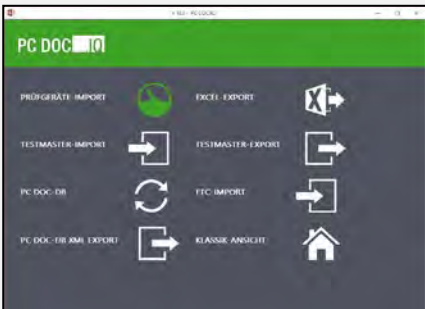 PC DOC IQ
PRÜFGERÄTE-IMPORT
EXCEL-EXPORT
TESTMASTER-IMPORT
TESTMASTER-EXPORT
PC DOC-DB
ETC-IMPORT
PC DOC-DB XML EXPORT
KLASSIK ANSICHT